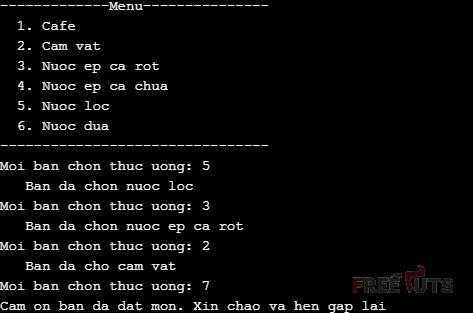 -------------Menu---------------
1. Cafe
2. Cam vat
3. Nuoc ep ca rot
4. Nuoc ep ca chua
5. Nuoc loc
6. Nuoc dua
--------------------------------
Moi ban chon thuc uong: 5
Ban da chon nuoc loc
Moi ban chon thuc uong: 3
Ban da chon nuoc ep ca rot
Moi ban chon thuc uong: 2
Ban da cho cam vat
Moi ban chon thuc uong: 7
Cam on ban da dat mon. Xin chao va hen gap lai
FREETUTS